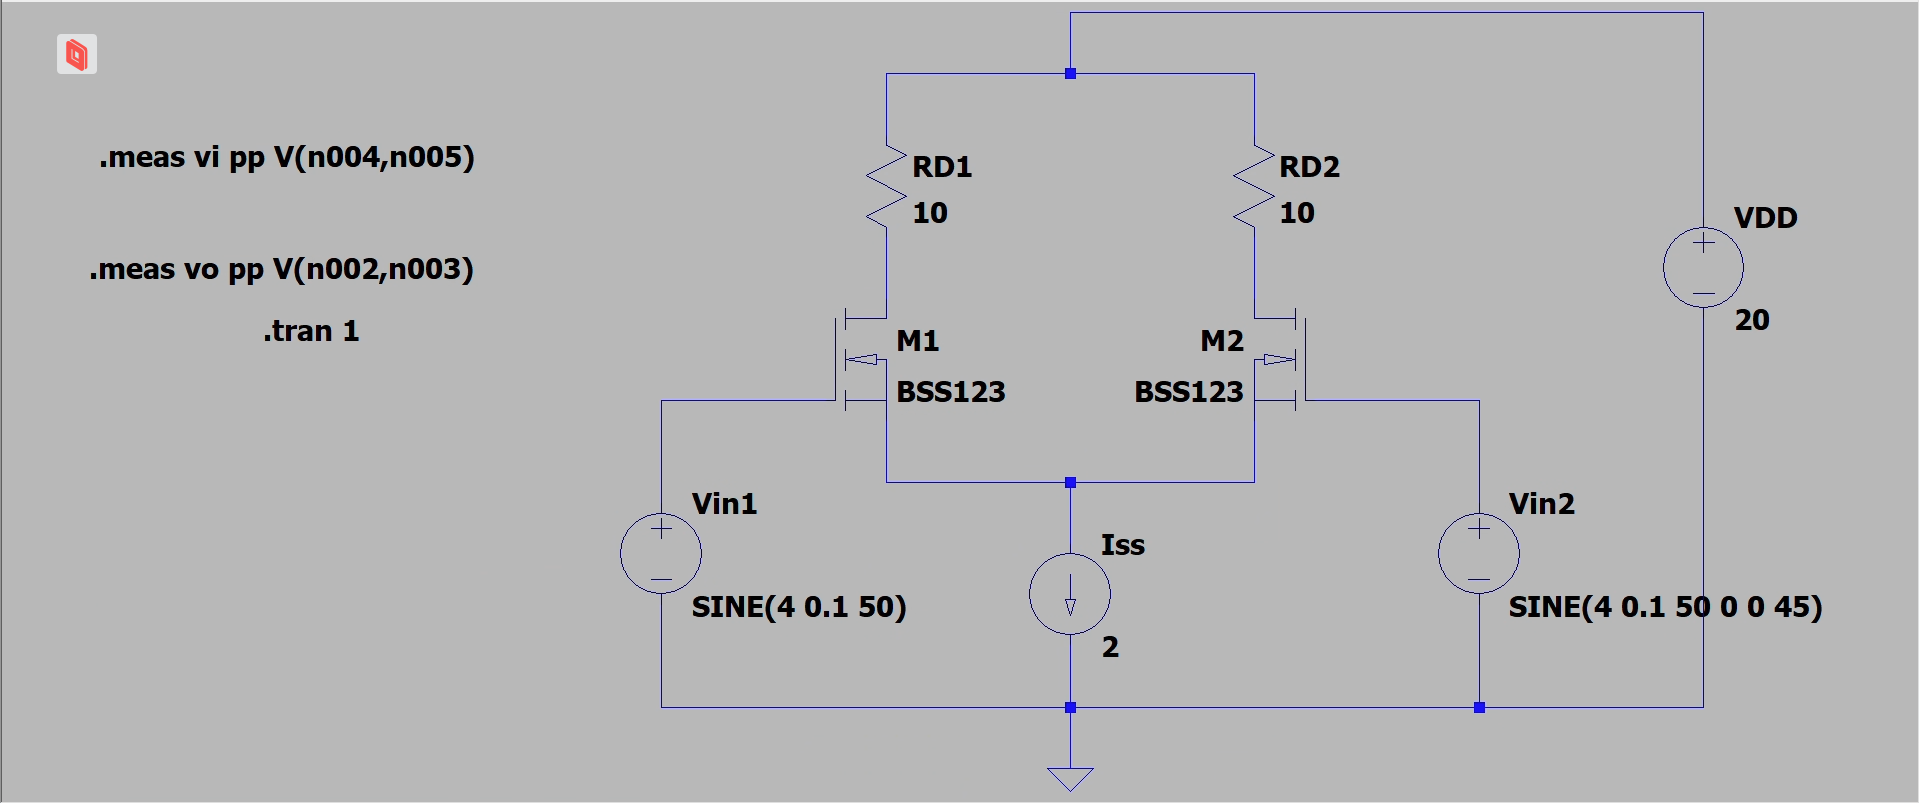 .meas vi pp V(n004,n005)
.meas vo pp V(n002,n003)
.tran 1
RD1
10
RD2
10
VDD
20
M1
BSS123
M2
BSS123
Vin1
SINE(4 0.1 50)
Iss
2
Vin2
SINE(4 0.1 50 0 0 45)